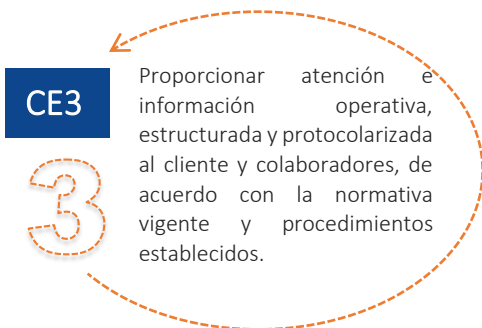 CE3
3
Proporcionar atención e
información operativa,
estructurada y protocolarizada
al cliente y colaboradores, de
acuerdo con la normativa
vigente y procedimientos
establecidos.